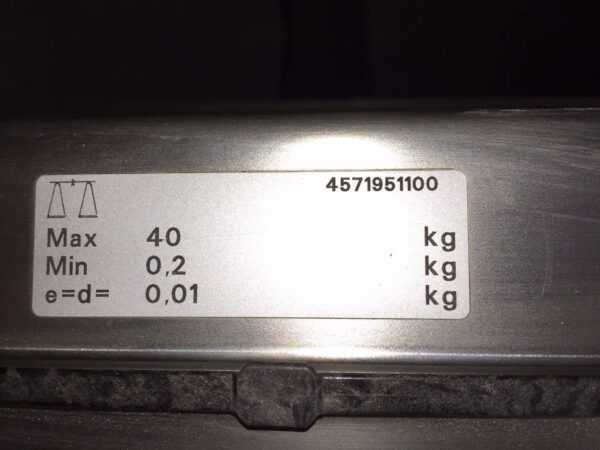 4571951100
Max 40 kg
Min 0,2 kg
e=d= 0,01 kg